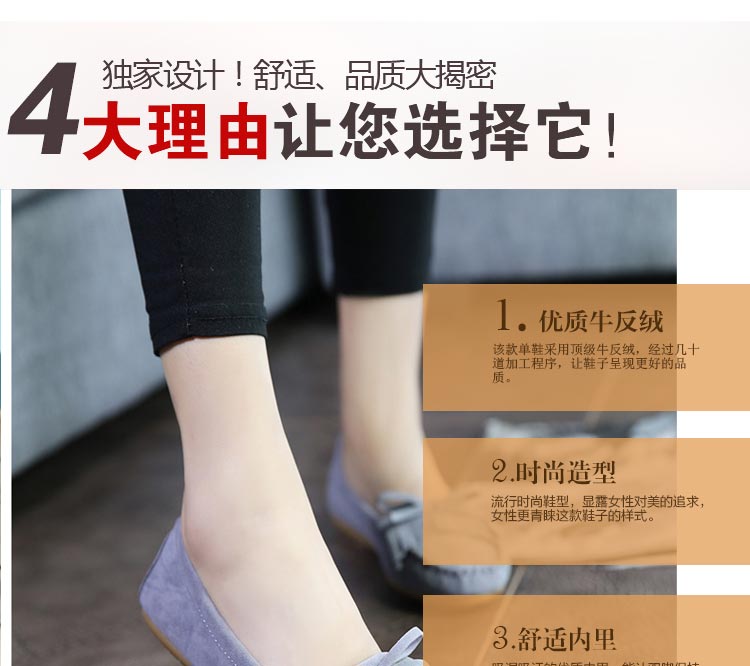 独家设计！舒适、品质大揭密
4大理由让您选择它！
1. 优质牛反绒
该款单鞋采用顶级牛反绒，经过几十
道加工程序，让鞋子呈现更好的品
质。
2.时尚造型
流行时尚鞋型，显露女性对美的追求，
女性更青睐这款鞋子的样式。
3.舒适内里